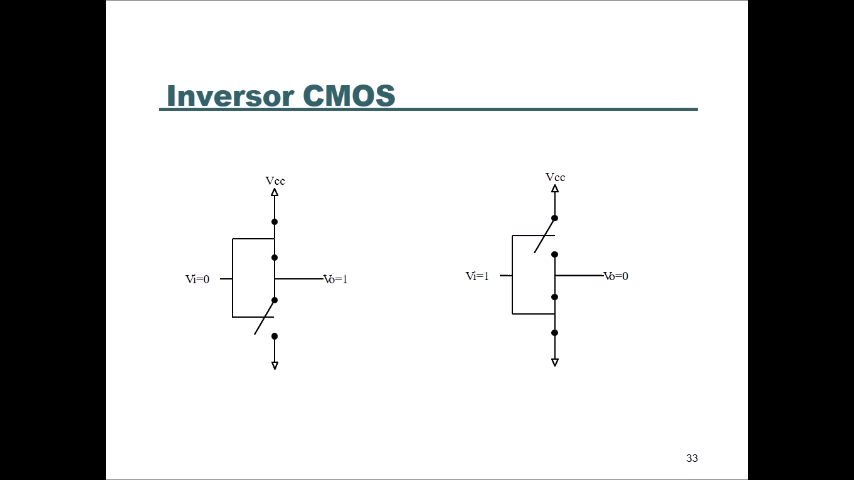 Inversor CMOS
Vcc
Vi=0
Vo=1
Vcc
Vi=1
Vo=0
33